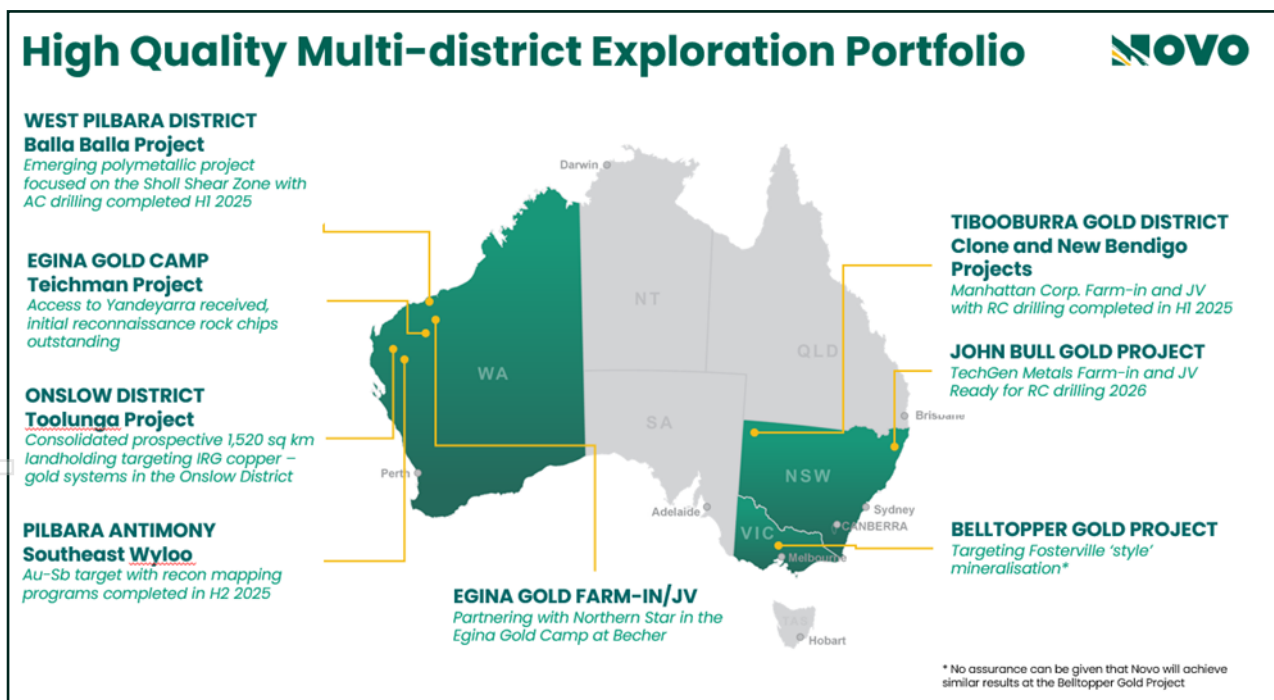 High Quality Multi-district Exploration Portfolio
NOVO
WEST PILBARA DISTRICT
Balla Balla Project
Emerging polymetallic project
focused on the Sholl Shear Zone with
AC drilling completed H1 2025
EGINA GOLD CAMP
Teichman Project
Access to Yandeyarra received,
initial reconnaissance rock chips
outstanding
ONSLOW DISTRICT
Toolunga Project
Consolidated prospective 1,520 sq km
landholding targeting IRG copper –
gold systems in the Onslow District
PILBARA ANTIMONY
Southeast Wyloo
Au-Sb target with recon mapping
programs completed in H2 2025
Darwin
NT
QLD
WA
SA
Brisbane
Perth
NSW
Adelaide
Sydney
CANBERRA
VIC
Melbourne
TAS
Hobart
EGINA GOLD FARM-IN/JV
Partnering with Northern Star in the
Egina Gold Camp at Becher
TIBOOBURRA GOLD DISTRICT
Clone and New Bendigo
Projects
Manhattan Corp. Farm-in and JV
with RC drilling completed in H1 2025
JOHN BULL GOLD PROJECT
TechGen Metals Farm-in and JV
Ready for RC drilling 2026
BELLTOPPER GOLD PROJECT
Targeting Fosterville ‘style’
mineralisation*
* No assurance can be given that Novo will achieve
similar results at the Belltopper Gold Project